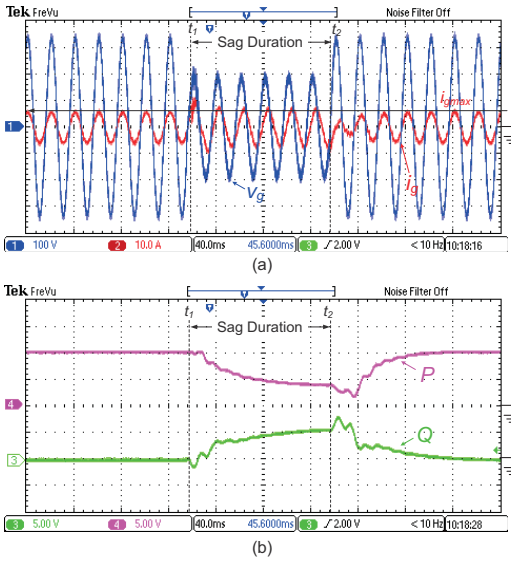 Tek FreVu Noise Filter Off
t1 t2
Sag Duration
igmax
1
vg
ig
1 100 V 2 10.0 A 40.0ms 45.6000ms 3 2.00 V < 10 Hz 10:18:16
(a)
Tek FreVu Noise Filter Off
t1 t2
Sag Duration
P
4
Q
3
3 5.00 V 4 5.00 V 40.0ms 45.6000ms 3 2.00 V < 10 Hz 10:18:28
(b)